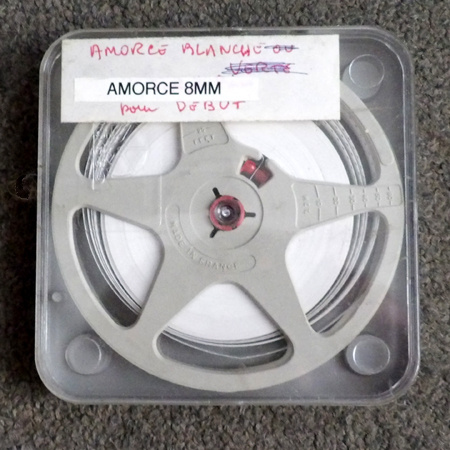 AMORCE BLANCHE OU
VERTE
AMORCE 8MM
pour DEBUT
MADE IN FRANCE